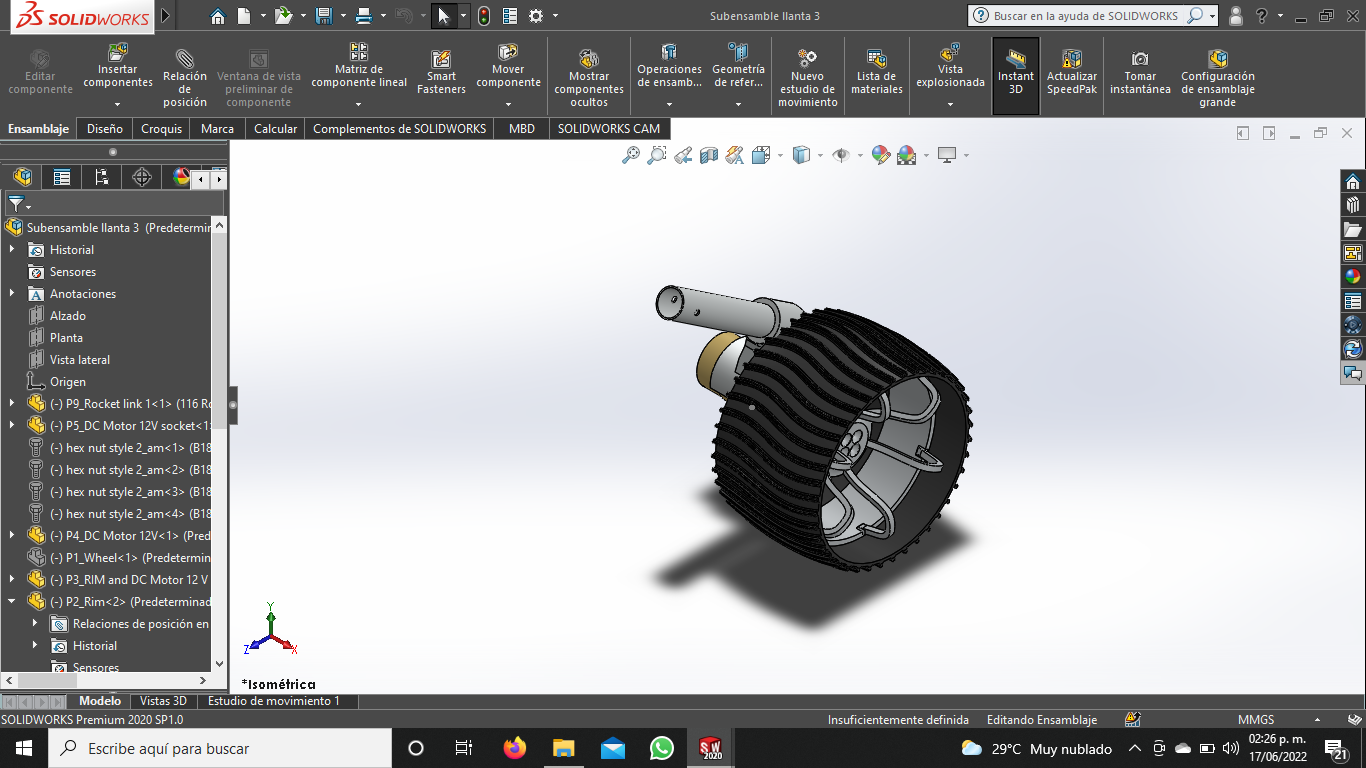 SOLIDWORKS
Subensamble llanta 3
Buscar en la ayuda de SOLIDWORKS
Editar
componente
Insertar
componentes
Relación
de
posición
Ventana de vista
preliminar de
componente
Matriz de
componente lineal
Smart
Fasteners
Mover
componente
Mostrar
componentes
ocultos
Operaciones
de ensamb...
Geometría
de refer...
Nuevo
estudio de
movimiento
Lista de
materiales
Vista
explosionada
Instant
3D
Actualizar
SpeedPak
Tomar
instantánea
Configuración
de ensamblaje
grande
Ensamblaje
Diseño
Croquis
Marca
Calcular
Complementos de SOLIDWORKS
MBD
SOLIDWORKS CAM
Subensamble llanta 3 (Predetermin
Historial
Sensores
Anotaciones
Alzado
Planta
Vista lateral
Origen
(-) P9_Rocket link 1<1> (116 Ro
(-) P5_DC Motor 12V socket<1>
(-) hex nut style 2_am<1> (B18
(-) hex nut style 2_am<2> (B18
(-) hex nut style 2_am<3> (B18
(-) hex nut style 2_am<4> (B18
(-) P4_DC Motor 12V<1> (Pred
(-) P1_Wheel<1> (Predetermin
(-) P3_RIM and DC Motor 12 V
(-) P2_Rim<2> (Predeterminad
Relaciones de posición en
Historial
Sensores
Y
Z
X
*Isométrica
Modelo
Vistas 3D
Estudio de movimiento 1
SOLIDWORKS Premium 2020 SP1.0
Insuficientemente definida
Editando Ensamblaje
MMGS
Escribe aquí para buscar
SW
2020
29°C Muy nublado
02:26 p. m.
17/06/2022
21